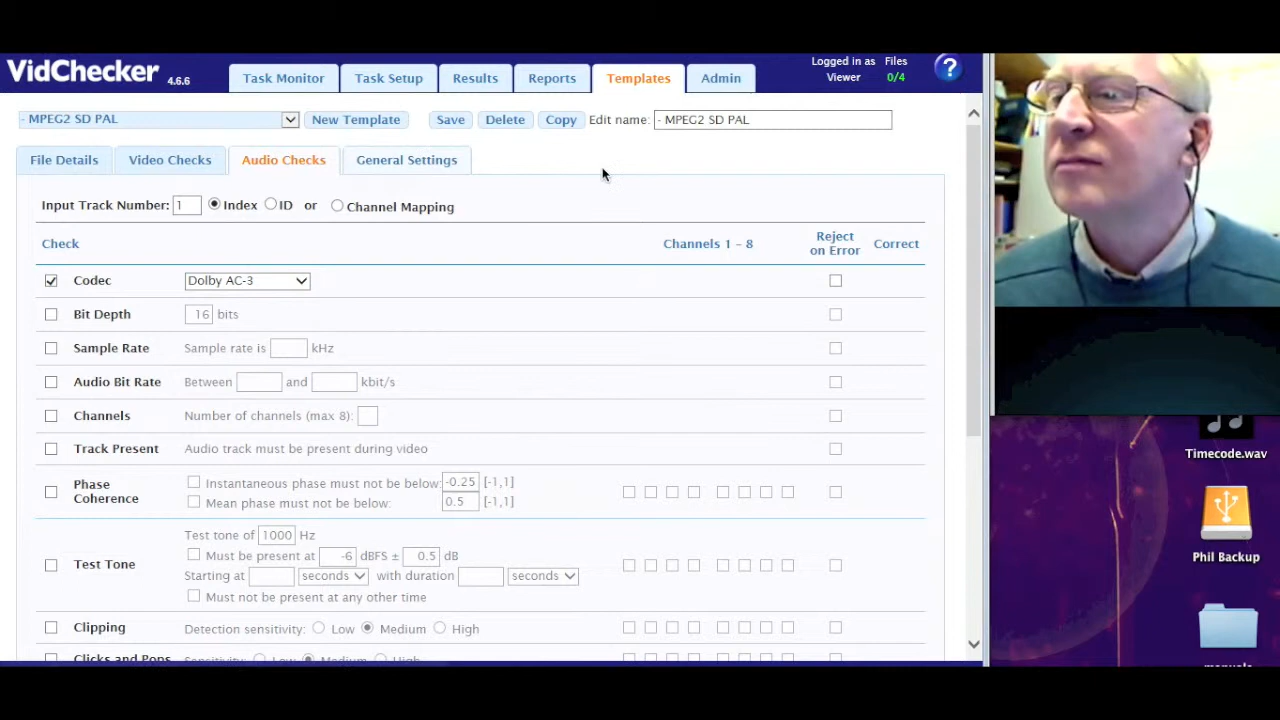 VidChecker 4.6.6
Task Monitor Task Setup Results Reports Templates Admin
Logged in as Viewer
Files 0/4
?
- MPEG2 SD PAL New Template Save Delete Copy Edit name: - MPEG2 SD PAL
File Details Video Checks Audio Checks General Settings
Input Track Number: 1 Index ID or Channel Mapping
Check Channels 1 - 8 Reject on Error Correct
Codec Dolby AC-3
Bit Depth 16 bits
Sample Rate Sample rate is kHz
Audio Bit Rate Between and kbit/s
Channels Number of channels (max 8):
Track Present Audio track must be present during video
Phase Coherence
Instantaneous phase must not be below: -0.25 [-1,1]
Mean phase must not be below: 0.5 [-1,1]
Test Tone
Test tone of 1000 Hz
Must be present at -6 dBFS ± 0.5 dB
Starting at seconds with duration seconds
Must not be present at any other time
Clipping Detection sensitivity: Low Medium High
Clicks and Pops Sensitivity: Low Medium High
Timecode.wav
Phil Backup
manuals